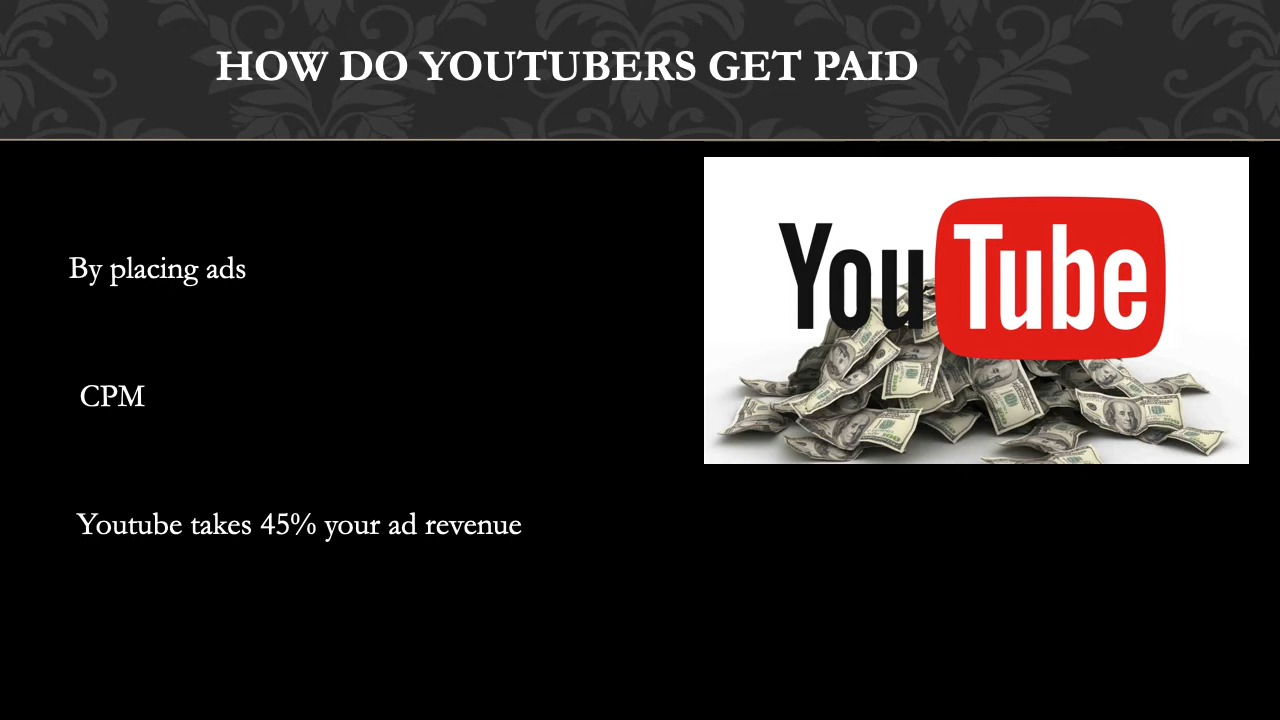 HOW DO YOUTUBERS GET PAID
YouTube
By placing ads
CPM
Youtube takes 45% your ad revenue